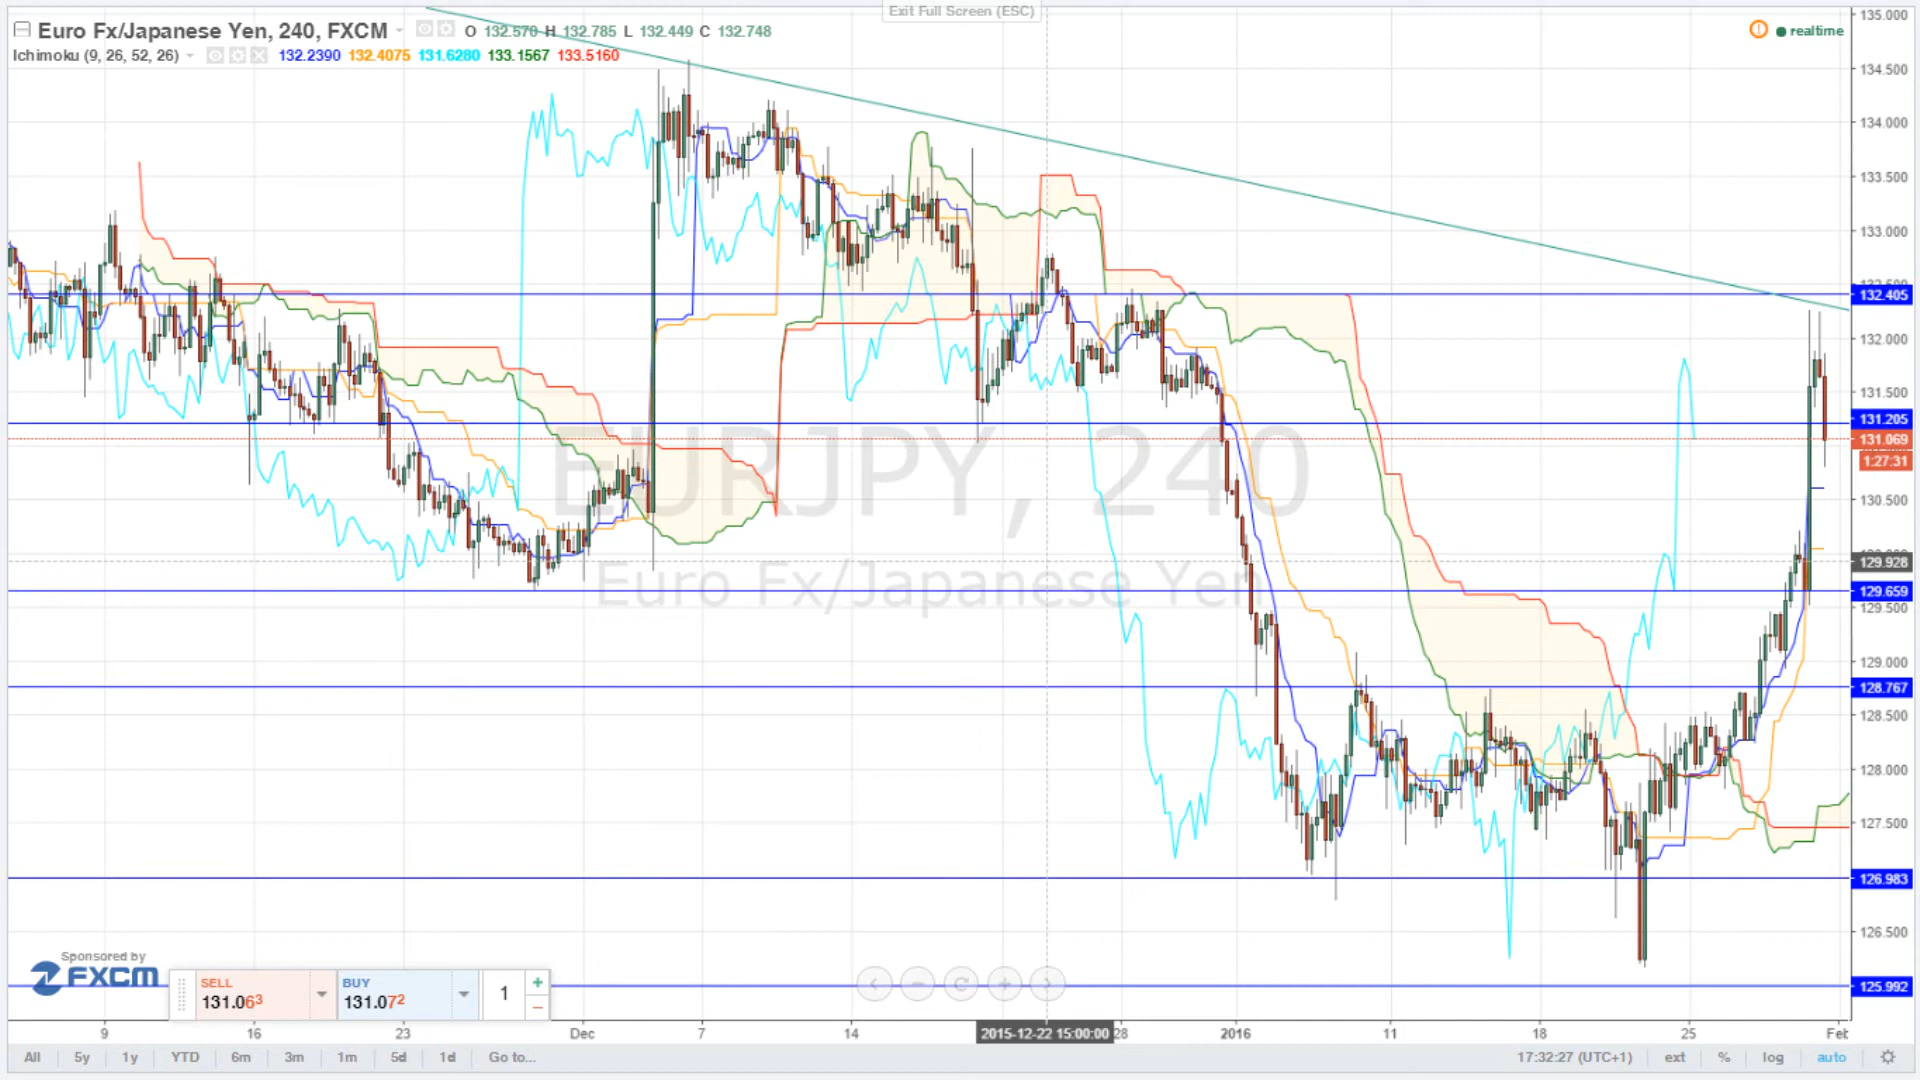 Exit Full Screen (ESC)
Euro Fx/Japanese Yen, 240, FXCM O 132.570 H 132.785 L 132.449 C 132.748
realtime
Ichimoku (9, 26, 52, 26) 132.2390 132.4075 131.6280 133.1567 133.5160
135.000
134.500
134.000
133.500
133.000
132.405
132.000
131.500
131.205
131.069
1:27:31
130.500
129.928
129.659
129.500
129.000
128.767
128.500
128.000
127.500
126.983
126.500
125.992
EURJPY, 240
Euro Fx/Japanese Yen
Sponsored by
FXCM
SELL
131.063
BUY
131.072
1
9 16 23 Dec 7 14 2015-12-22 15:00:00 28 2016 11 18 25 Feb
All 5y 1y YTD 6m 3m 1m 5d 1d Go to... 17:32:27 (UTC+1) ext % log auto